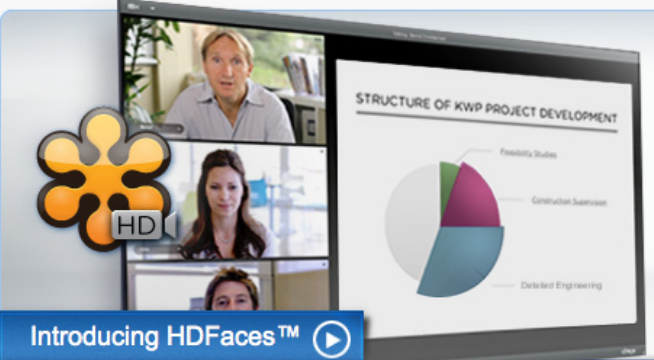 STRUCTURE OF KWP PROJECT DEVELOPMENT
Feasibility Studies
Construction Supervision
Detailed Engineering
HD
Introducing HDFaces™